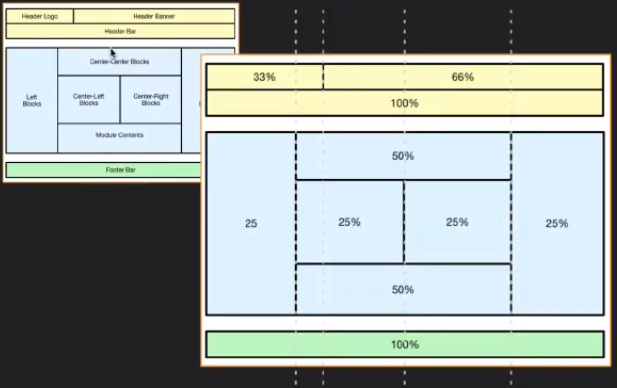 Header Logo Header Banner
Header Bar
Center-Center Blocks
Left
Blocks
Center-Left
Blocks
Center-Right
Blocks
Module Contents
Footer Bar
33% 66%
100%
50%
25 25% 25% 25%
50%
100%